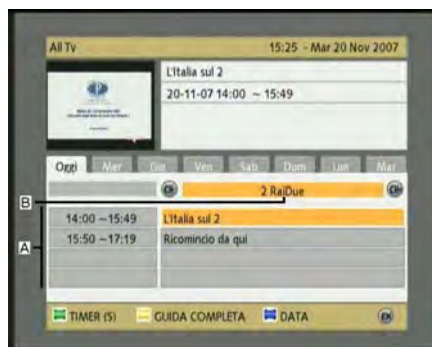 All Tv 15:25 - Mar 20 Nov 2007
L'Italia sul 2
20-11-07 14:00 ~ 15:49
Oggi Mer Gio Ven Sab Dom Lun Mar
2 RaiDue
B
14:00 ~15:49 L'Italia sul 2
15:50 ~17:19 Ricomincio da qui
A
TIMER (S) GUIDA COMPLETA DATA